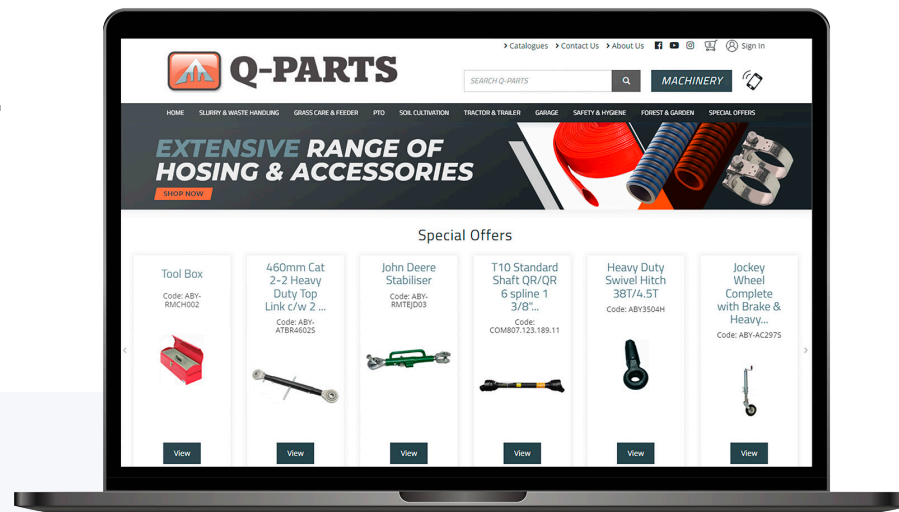 > Catalogues > Contact Us > About Us
Sign In
Q-PARTS
SEARCH Q-PARTS
MACHINERY
HOME SLURRY & WASTE HANDLING GRASS CARE & FEEDER PTO SOIL CULTIVATION TRACTOR & TRAILER GARAGE SAFETY & HYGIENE FOREST & GARDEN SPECIAL OFFERS
EXTENSIVE RANGE OF
HOSING & ACCESSORIES
SHOP NOW
Special Offers
Tool Box
Code: ABY-
RMCH002
View
460mm Cat
2-2 Heavy
Duty Top
Link c/w 2 ...
Code: ABY-
ATBR4602S
View
John Deere
Stabiliser
Code: ABY-
RMTEJD03
View
T10 Standard
Shaft QR/QR
6 spline 1
3/8"...
Code:
COM807.123.189.11
View
Heavy Duty
Swivel Hitch
38T/4.5T
Code: ABY3504H
View
Jockey
Wheel
Complete
with Brake &
Heavy...
Code: ABY-AC297S
View